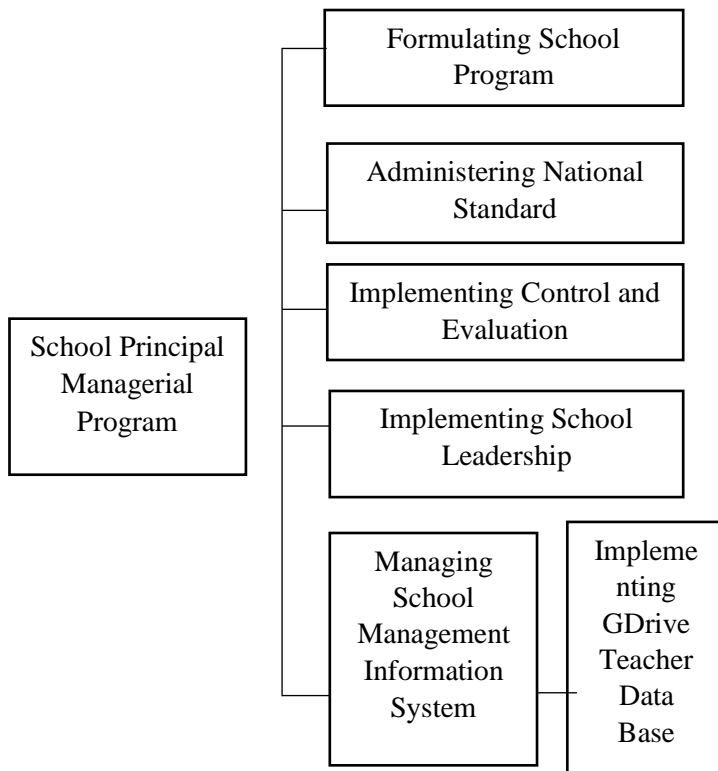 Formulating School
Program
Administering National
Standard
Implementing Control and
Evaluation
School Principal
Managerial
Program
Implementing School
Leadership
Managing
School
Management
Information
System
Impleme
nting
GDrive
Teacher
Data
Base